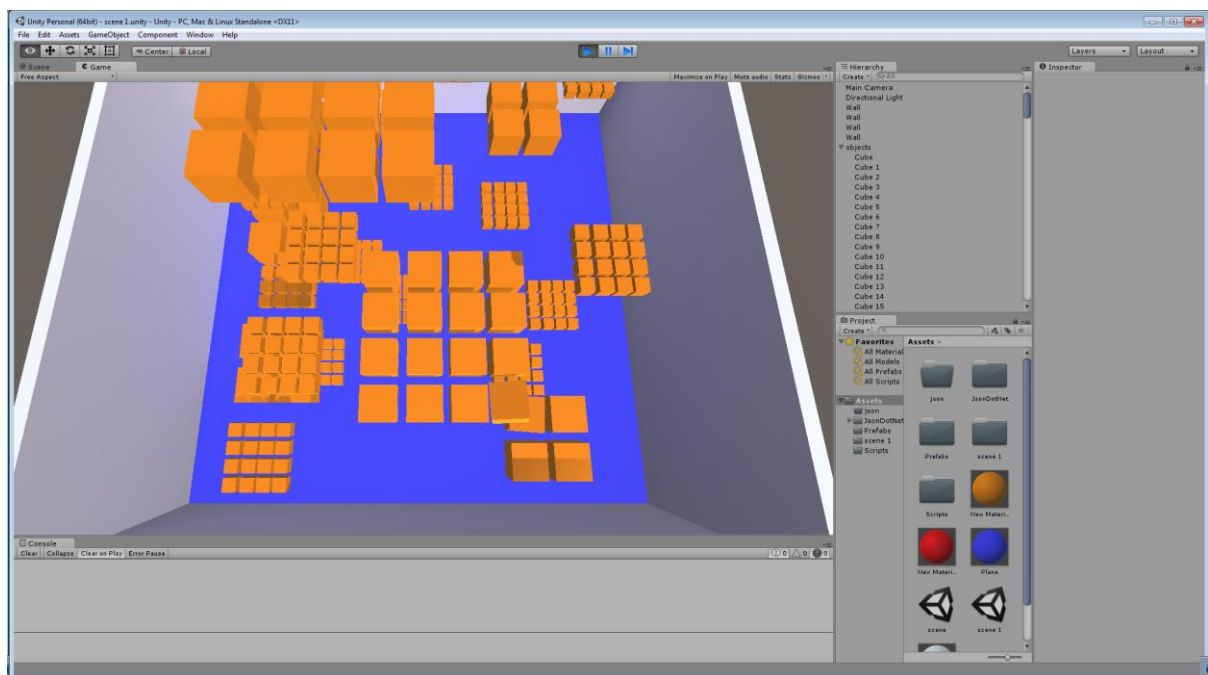 Unity Personal (64bit) - scene 1.unity - Unity - PC, Mac & Linux Standalone <DX11>
File Edit Assets GameObject Component Window Help
Center Local Layers Layout
Scene Game
Free Aspect Maximize on Play Mute audio Stats Gizmos
Hierarchy
Create All
Main Camera
Directional Light
Wall
Wall
Wall
Wall
objects
Cube
Cube 1
Cube 2
Cube 3
Cube 4
Cube 5
Cube 6
Cube 7
Cube 8
Cube 9
Cube 10
Cube 11
Cube 12
Cube 13
Cube 14
Cube 15
Inspector
Project
Create
Favorites
All Material
All Models
All Prefabs
All Scripts
Assets
json
JsonDotNet
Prefabs
scene 1
Scripts
Assets
json JsonDotNet
Prefabs scene 1
Scripts New Materi...
New Materi... Plane
scene scene 1
Console
Clear Collapse Clear on Play Error Pause 0 0 0